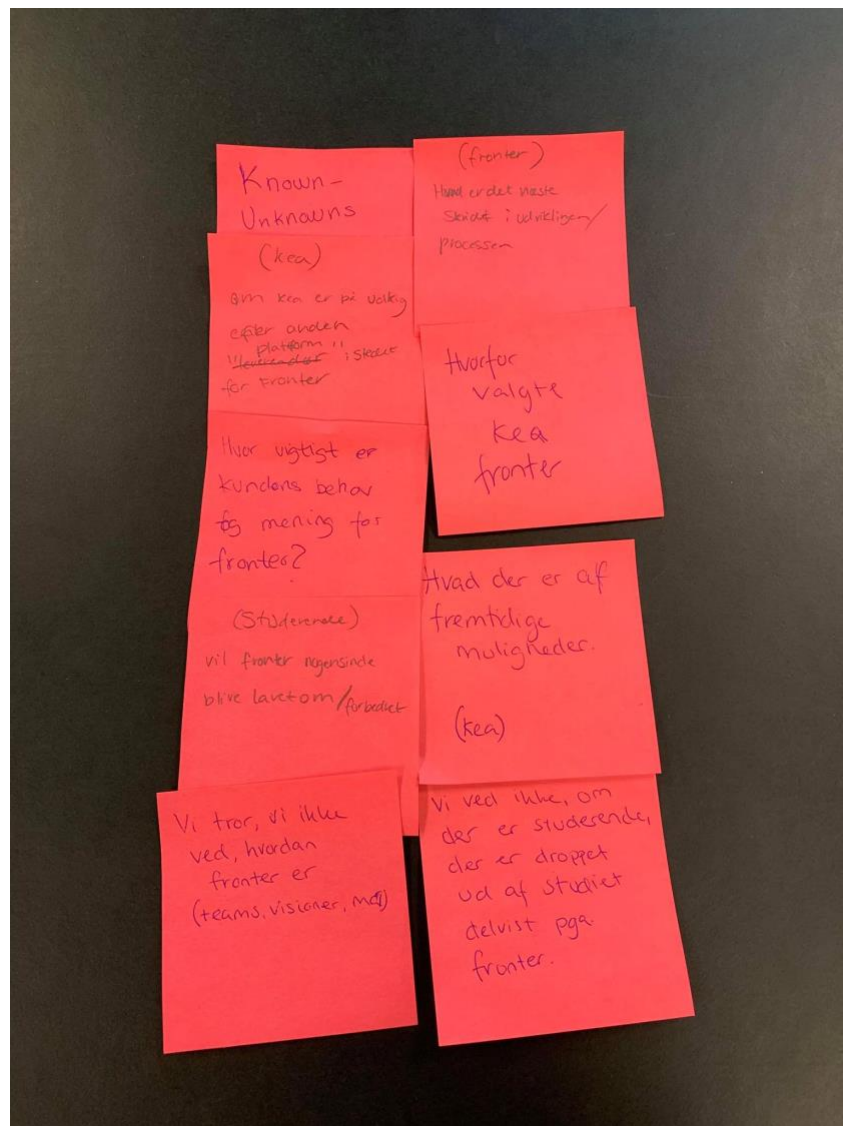 Known-
Unknowns
(kea)
Om kea er på
efter anden
platform
"leverandør" i stedet
for Fronter
Hvor vigtigt er
kundens behov
og mening for
fronter?
(Studerende)
vil fronter nogensinde
blive lavet om/forbedret
Vi tror, vi ikke
ved, hvordan
fronter er
(teams, visioner, mål)
(fronter)
Hvad er det næste
Skridt i udviklingen/
processen
Hvorfor
valgte
kea
fronter
Hvad der er af
fremtidige
muligheder.
(kea)
Vi ved ikke, om
der er studerende,
der er droppet
ud af studiet
delvist pga.
fronter.